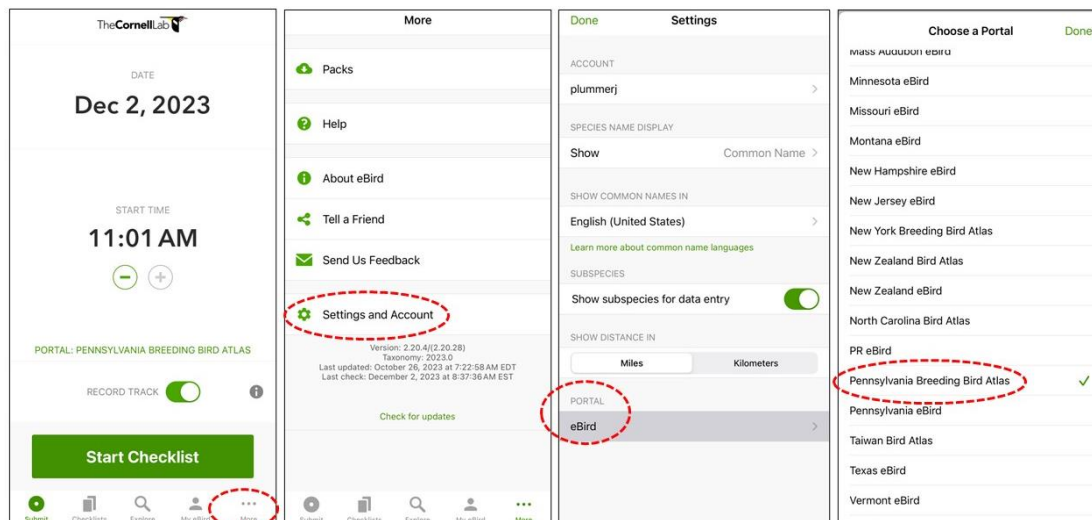 TheCornellLab
DATE
Dec 2, 2023
START TIME
11:01 AM
PORTAL: PENNSYLVANIA BREEDING BIRD ATLAS
RECORD TRACK
Start Checklist
Submit
Checklists
Explore
My eBird
More
More
Packs
Help
About eBird
Tell a Friend
Send Us Feedback
Settings and Account
Version: 2.20.4/(2.20.28)
Taxonomy: 2023.0
Last updated: October 26, 2023 at 7:22:58 AM EDT
Last check: December 2, 2023 at 8:37:36 AM EST
Check for updates
Submit
Checklists
Explore
My eBird
More
Done
Settings
ACCOUNT
plummerj
SPECIES NAME DISPLAY
Show Common Name
SHOW COMMON NAMES IN
English (United States)
Learn more about common name languages
SUBSPECIES
Show subspecies for data entry
SHOW DISTANCE IN
Miles Kilometers
PORTAL
eBird
Choose a Portal
Done
Mass Audubon eBird
Minnesota eBird
Missouri eBird
Montana eBird
New Hampshire eBird
New Jersey eBird
New York Breeding Bird Atlas
New Zealand Bird Atlas
New Zealand eBird
North Carolina Bird Atlas
PR eBird
Pennsylvania Breeding Bird Atlas
Pennsylvania eBird
Taiwan Bird Atlas
Texas eBird
Vermont eBird